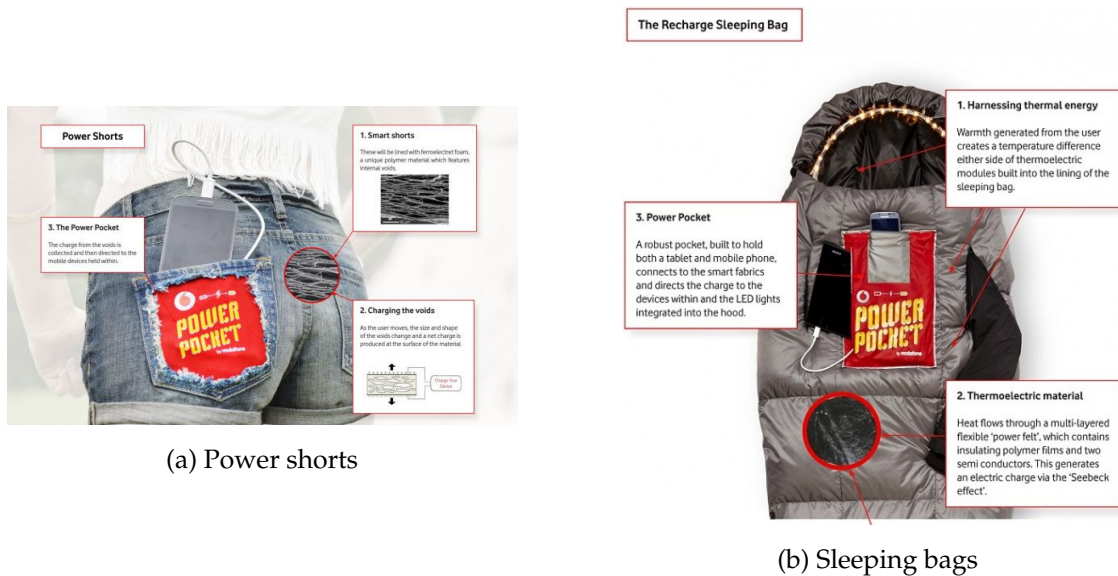 Power Shorts
1. Smart shorts
These will be lined with ferroelectret foam,
a unique polymer material which features
internal voids.
3. The Power Pocket
The charge from the voids is
collected and then directed to the
mobile devices held within.
POWER
POCKET
by vodafone
2. Charging the voids
As the user moves, the size and shape
of the voids change and a net charge is
produced at the surface of the material
Charge Your
Device
(a) Power shorts
The Recharge Sleeping Bag
1. Harnessing thermal energy
Warmth generated from the user
creates a temperature difference
either side of thermoelectric
modules built into the lining of the
sleeping bag.
3. Power Pocket
A robust pocket, built to hold
both a tablet and mobile phone,
connects to the smart fabrics
and directs the charge to the
devices within and the LED lights
integrated into the hood.
POWER
POCKET
by vodafone
2. Thermoelectric material
Heat flows through a multi-layered
flexible 'power felt', which contains
insulating polymer films and two
semi conductors. This generates
an electric charge via the 'Seebeck
effect'.
(b) Sleeping bags